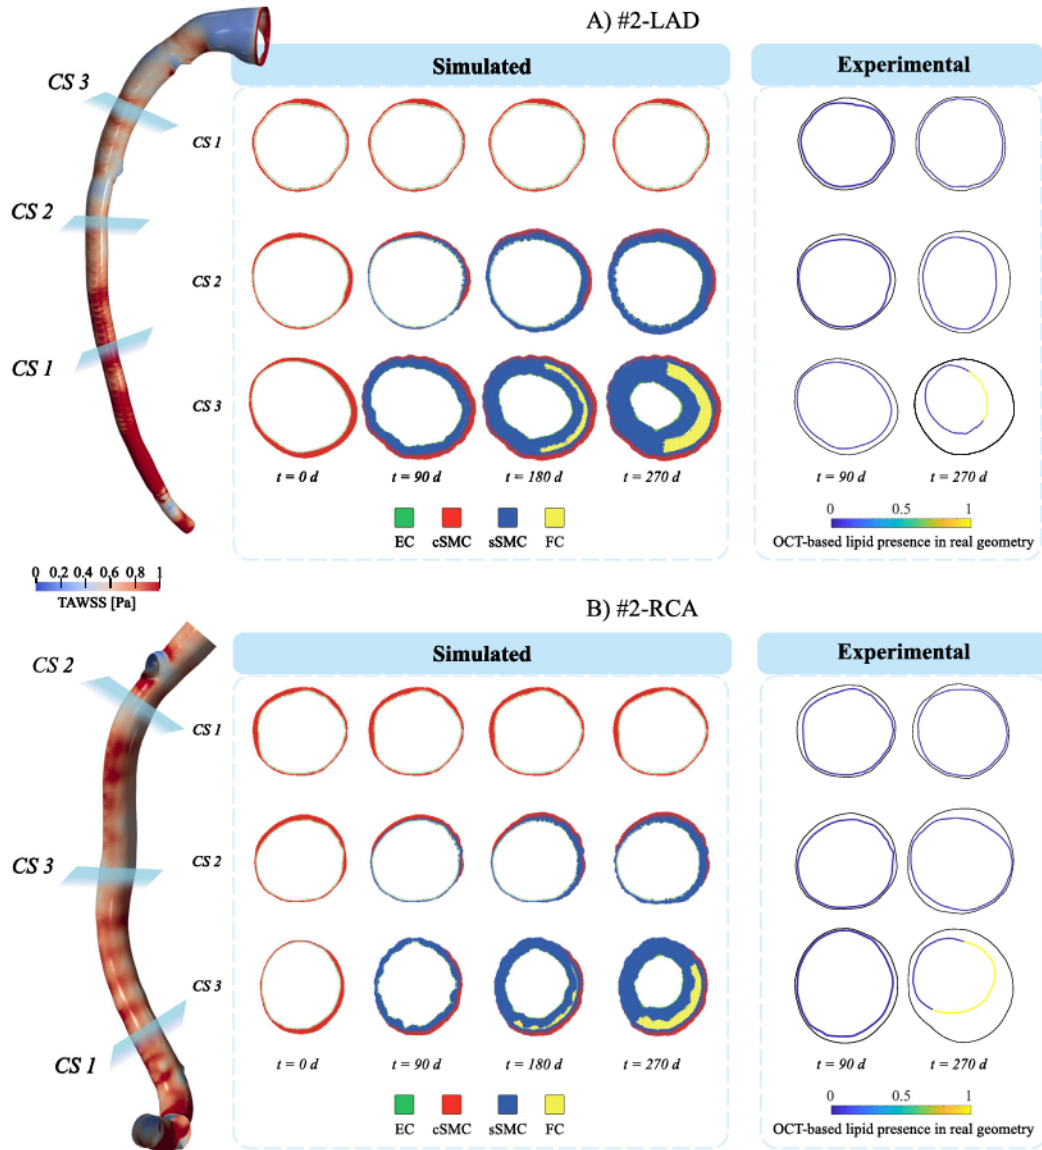 A) #2-LAD
Simulated
Experimental
CS 3
CS 2
CS 1
CS 1
CS 2
CS 3
t = 0 d
t = 90 d
t = 180 d
t = 270 d
t = 90 d
t = 270 d
EC
cSMC
sSMC
FC
0 0.5 1
OCT-based lipid presence in real geometry
0 0.2 0.4 0.6 0.8 1
TAWSS [Pa]
B) #2-RCA
Simulated
Experimental
CS 2
CS 3
CS 1
CS 1
CS 2
CS 3
t = 0 d
t = 90 d
t = 180 d
t = 270 d
t = 90 d
t = 270 d
EC
cSMC
sSMC
FC
0 0.5 1
OCT-based lipid presence in real geometry